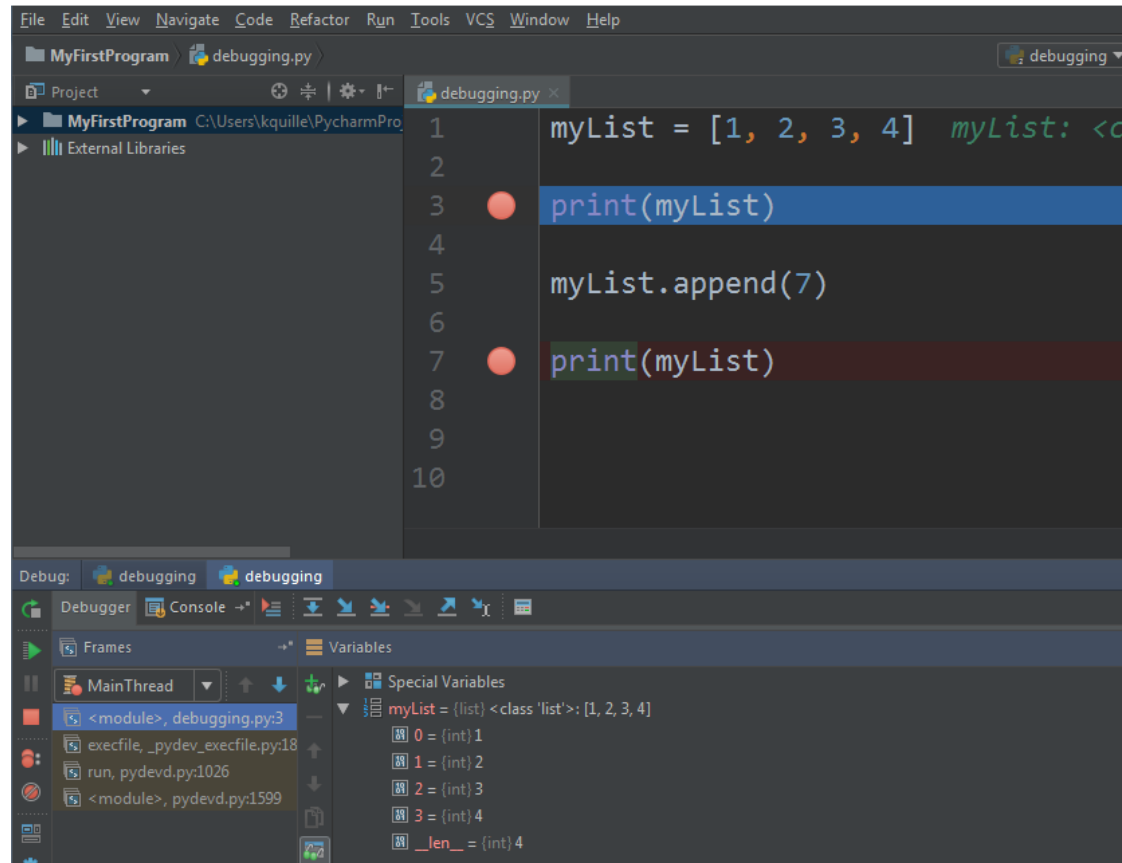 File Edit View Navigate Code Refactor Run Tools VCS Window Help
MyFirstProgram debugging.py debugging
Project debugging.py
MyFirstProgram C:\Users\kquille\PycharmPro
External Libraries
1 myList = [1, 2, 3, 4] myList: <c
2
3 print(myList)
4
5 myList.append(7)
6
7 print(myList)
8
9
10
Debug: debugging debugging
Debugger Console
Frames Variables
MainThread Special Variables
<module>, debugging.py:3 myList = {list} <class 'list'>: [1, 2, 3, 4]
execfile, _pydev_execfile.py:18 0 = {int} 1
run, pydevd.py:1026 1 = {int} 2
<module>, pydevd.py:1599 2 = {int} 3
3 = {int} 4
__len__ = {int} 4